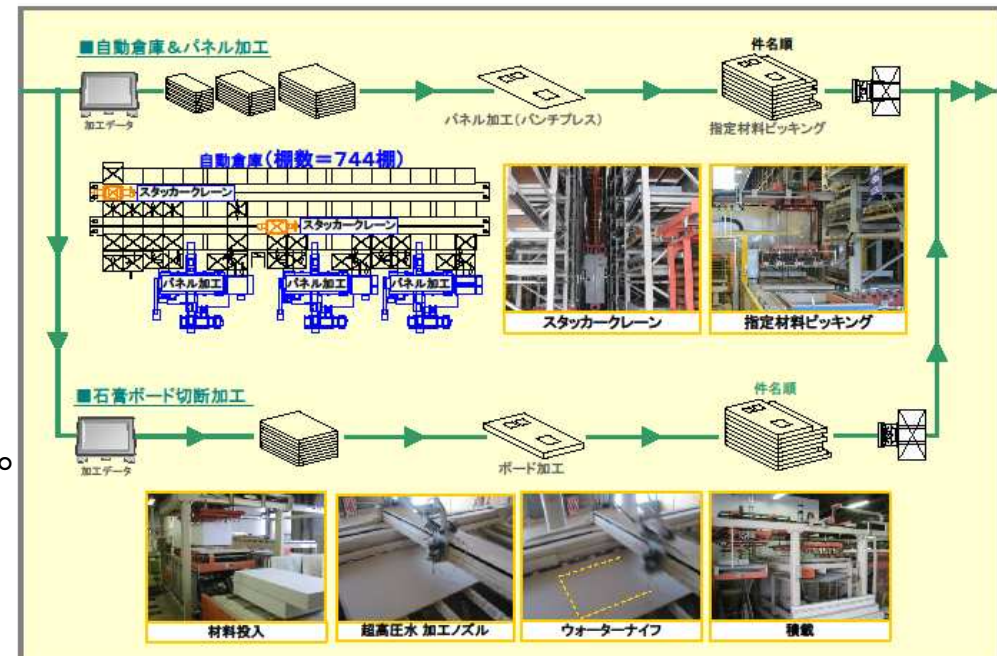 ■自動倉庫&パネル加工
件名順
加工データ
パネル加工(パンチプレス)
指定材料ピッキング
自動倉庫(棚数=744棚)
スタッカークレーン
スタッカークレーン
パネル加工
パネル加工
パネル加工
スタッカークレーン
指定材料ピッキング
■石膏ボード切断加工
件名順
加工データ
ボード加工
材料投入
超高圧水 加工ノズル
ウォーターナイフ
積載
。